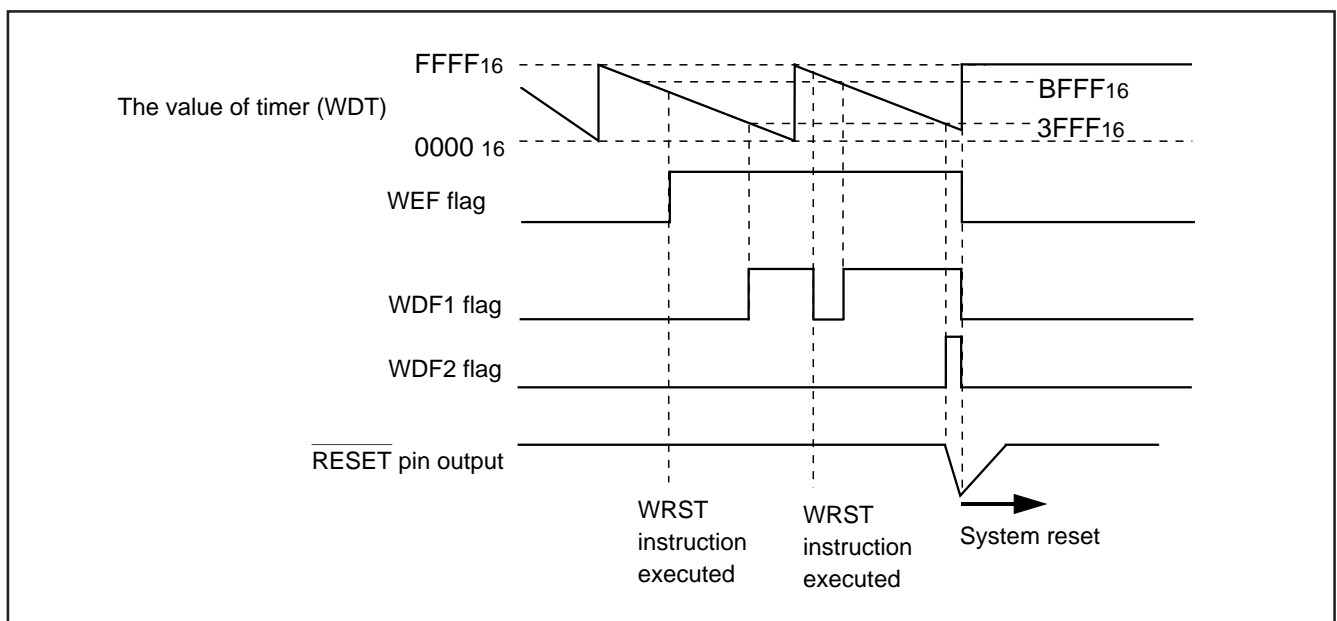 FFFF16
The value of timer (WDT)
BFFF16
3FFF16
0000 16
WEF flag
WDF1 flag
WDF2 flag
RESET pin output
WRST
instruction
executed
WRST
instruction
executed
System reset